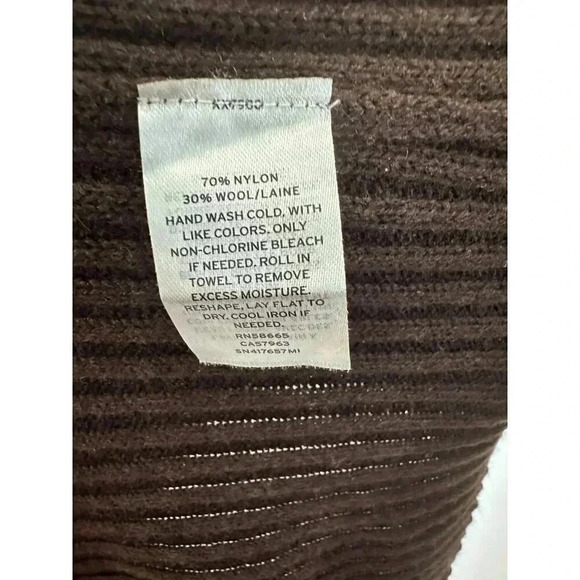 70% NYLON
30% WOOL/LAINE
HAND WASH COLD, WITH
LIKE COLORS. ONLY
NON-CHLORINE BLEACH
IF NEEDED. ROLL IN
TOWEL TO REMOVE
EXCESS MOISTURE.
RESHAPE, LAY FLAT TO
DRY. COOL IRON IF
NEEDED.
RN58665
CA57963
SN417657M1